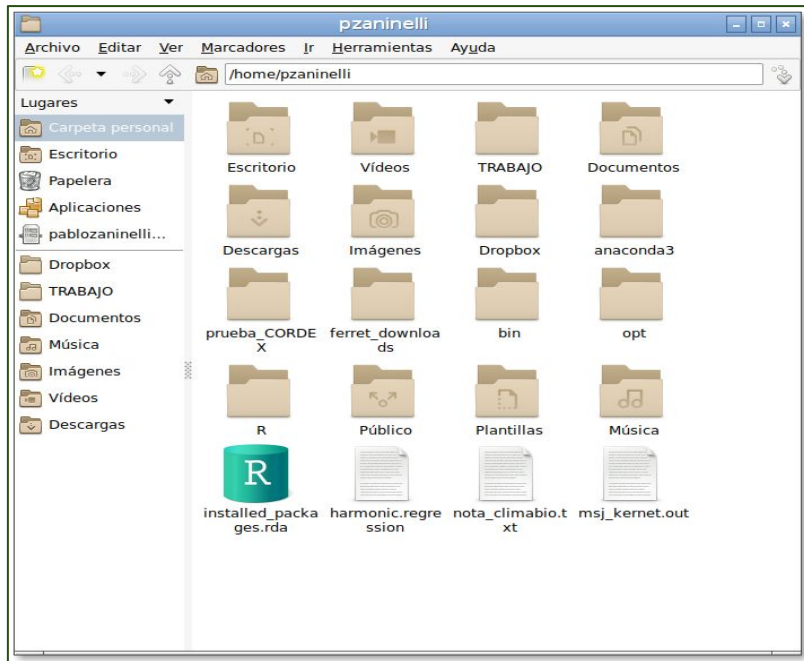 pzaninelli
Archivo Editar Ver Marcadores Ir Herramientas Ayuda
/home/pzaninelli
Lugares
Carpeta personal
Escritorio
Papelera
Aplicaciones
pablozaninelli...
Dropbox
TRABAJO
Documentos
Música
Imágenes
Vídeos
Descargas
Escritorio Vídeos TRABAJO Documentos
Descargas Imágenes Dropbox anaconda3
prueba_CORDE
X
ferret_downloa
ds
bin opt
R Público Plantillas Música
R
installed_packa
ges.rda
harmonic.regre
ssion
nota_climabio.t
xt
msj_kernet.out